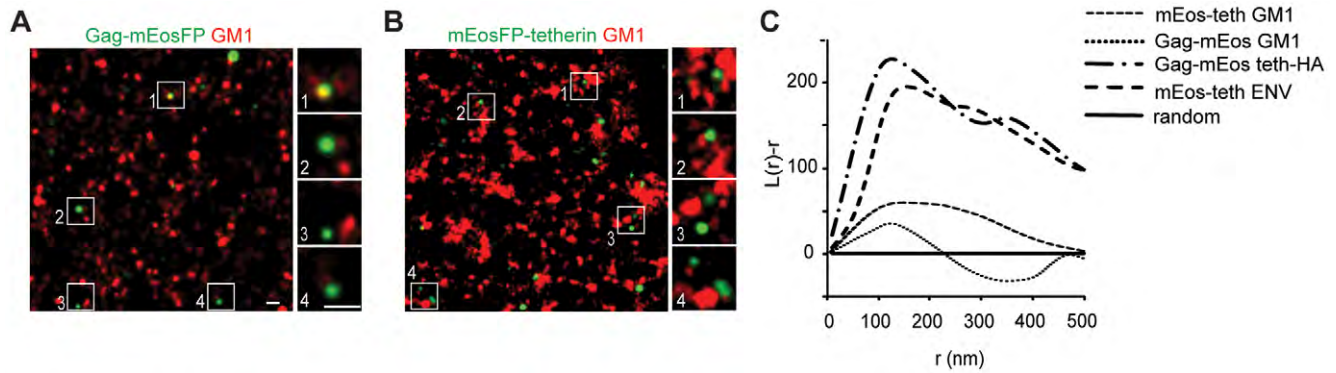 A
Gag-mEosFP GM1
1
2
3
4
1
2
3
4
B
mEosFP-tetherin GM1
1
2
3
4
1
2
3
4
C
L(r)-r
200
100
0
0
100
200
300
400
500
r (nm)
mEos-teth GM1
Gag-mEos GM1
Gag-mEos teth-HA
mEos-teth ENV
random